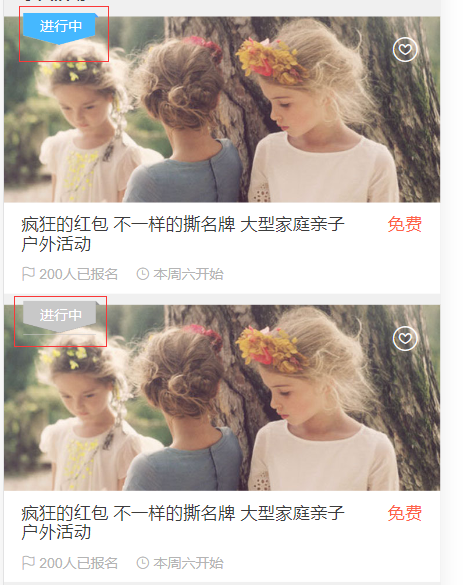 进行中
疯狂的红包 不一样的撕名牌 大型家庭亲子
户外活动
免费
200人已报名 本周六开始
进行中
疯狂的红包 不一样的撕名牌 大型家庭亲子
户外活动
免费
200人已报名 本周六开始